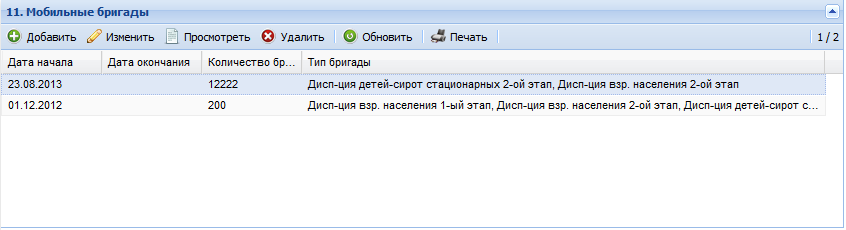 11. Мобильные бригады
Добавить Изменить Просмотреть Удалить Обновить Печать 1 / 2
Дата начала Дата окончания Количество бр... Тип бригады
23.08.2013 12222 Дисп-ция детей-сирот стационарных 2-ой этап, Дисп-ция взр. населения 2-ой этап
01.12.2012 200 Дисп-ция взр. населения 1-ый этап, Дисп-ция взр. населения 2-ой этап, Дисп-ция детей-сирот с...